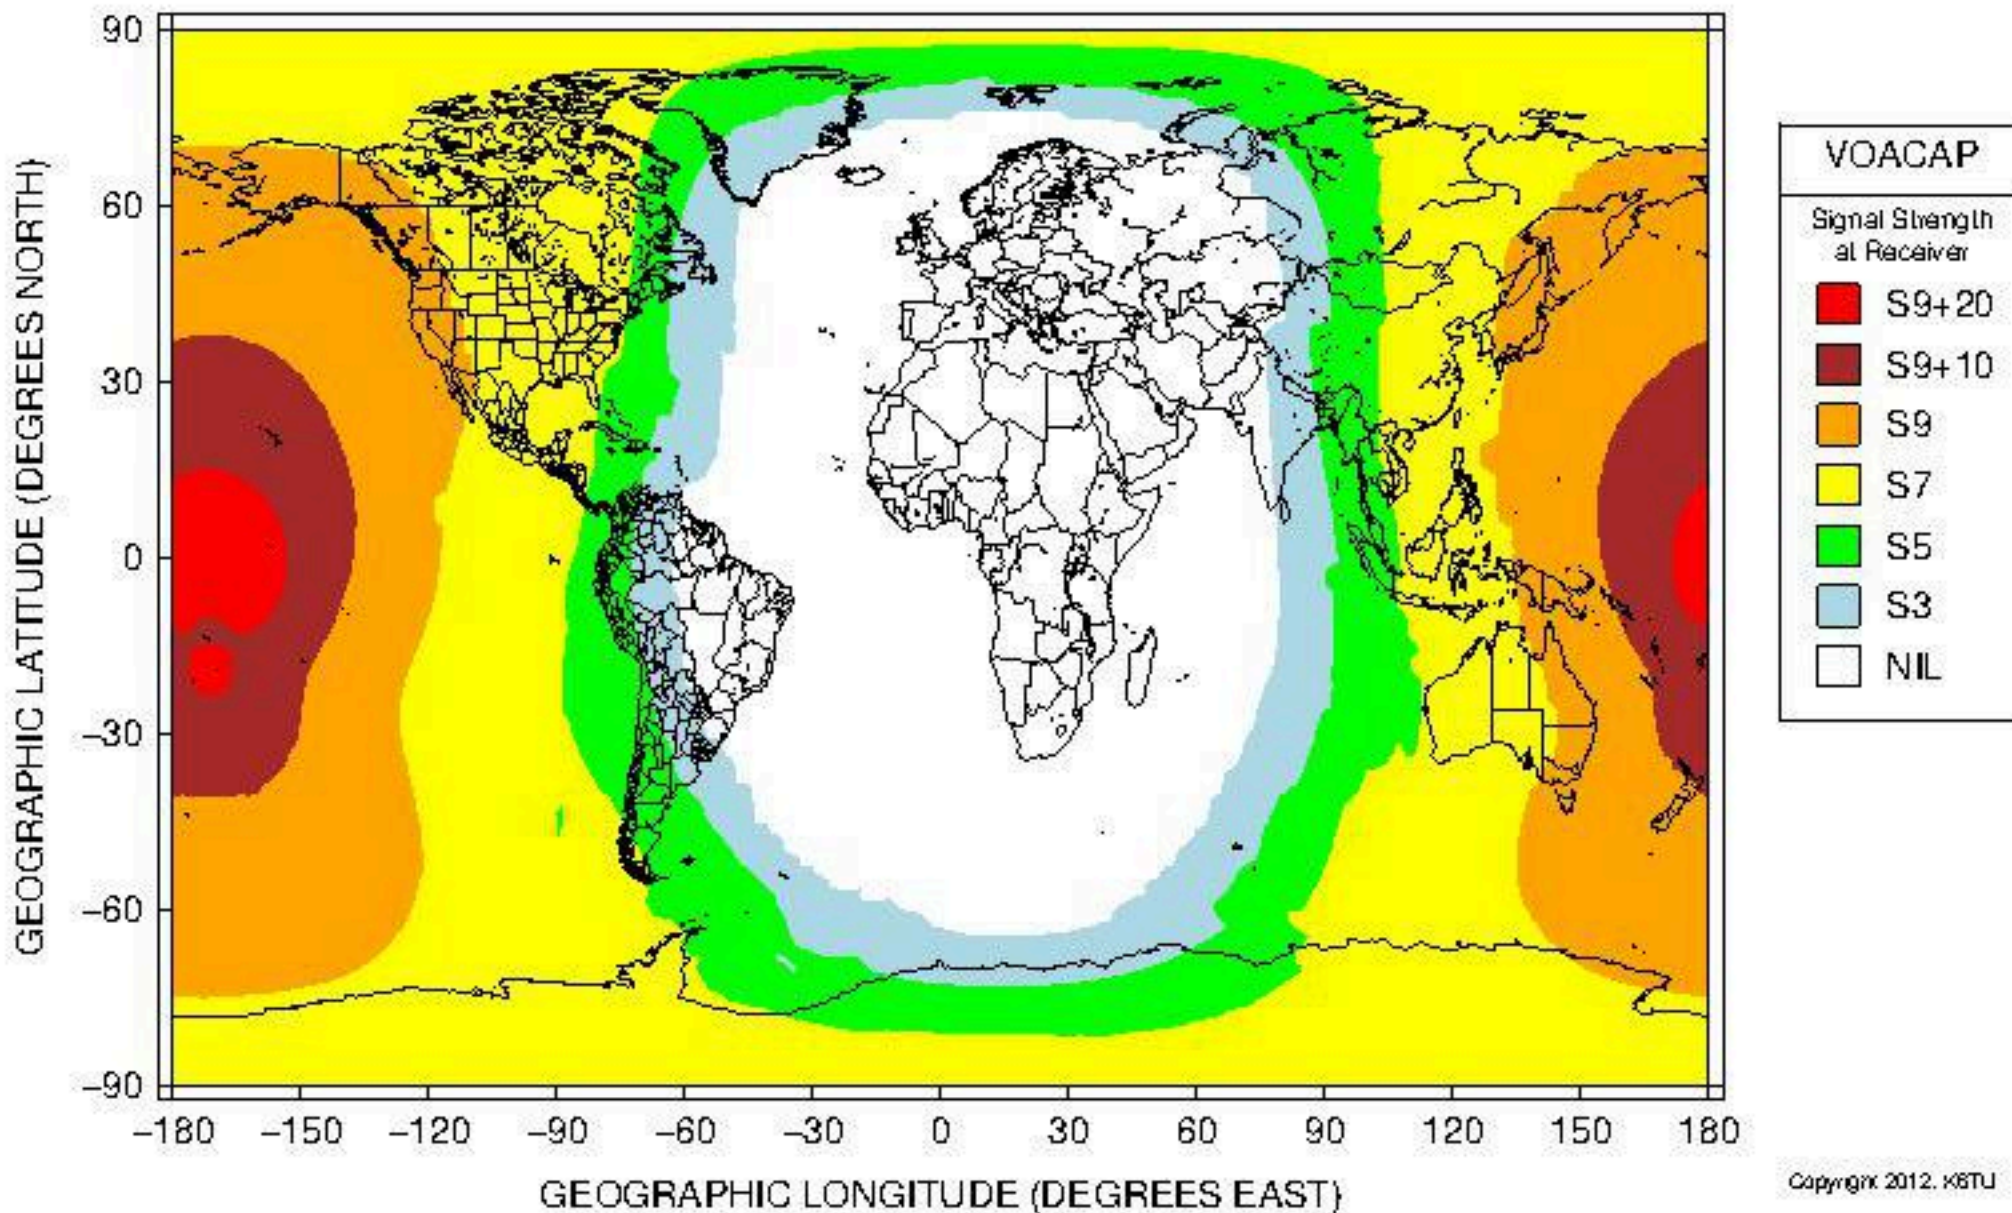 90
60
30
0
−30
−60
−90
GEOGRAPHIC LATITUDE (DEGREES NORTH)
−180 −150 −120 −90 −60 −30 0 30 60 90 120 150 180
GEOGRAPHIC LONGITUDE (DEGREES EAST)
VOACAP
Signal Strength
at Receiver
S9+20
S9+10
S9
S7
S5
S3
NIL
Copyright 2012, K6TU